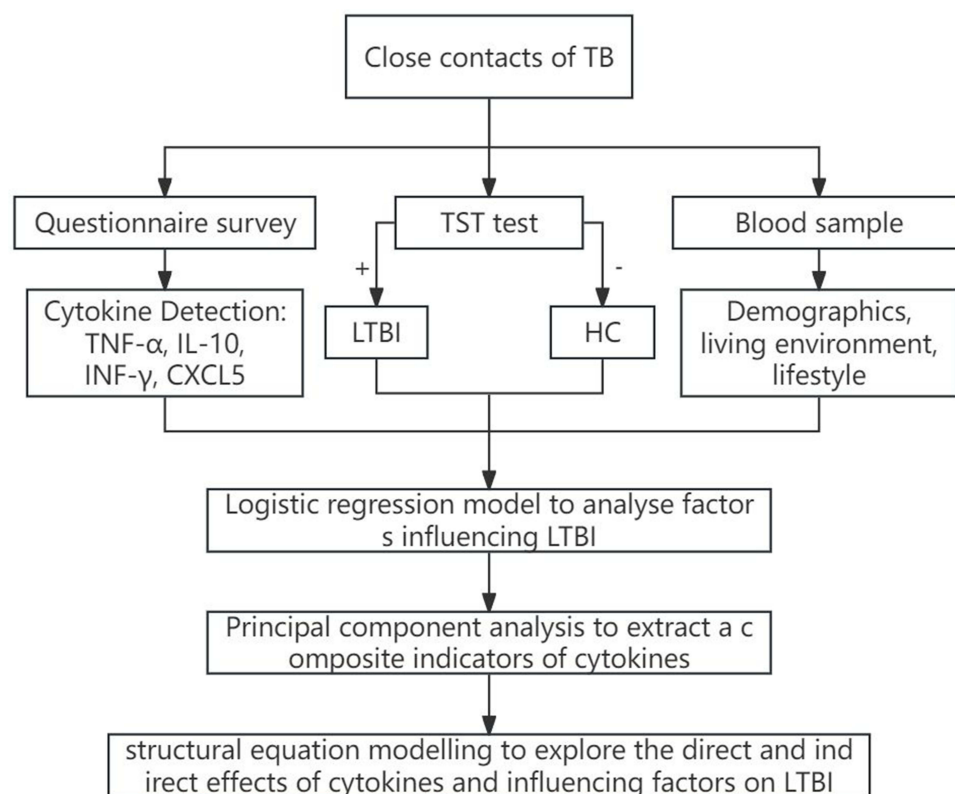 Close contacts of TB
Questionnaire survey
TST test
Blood sample
+
-
Cytokine Detection:
TNF-α, IL-10,
INF-γ, CXCL5
LTBI
HC
Demographics,
living environment,
lifestyle
Logistic regression model to analyse factor
s influencing LTBI
Principal component analysis to extract a c
omposite indicators of cytokines
structural equation modelling to explore the direct and ind
irect effects of cytokines and influencing factors on LTBI